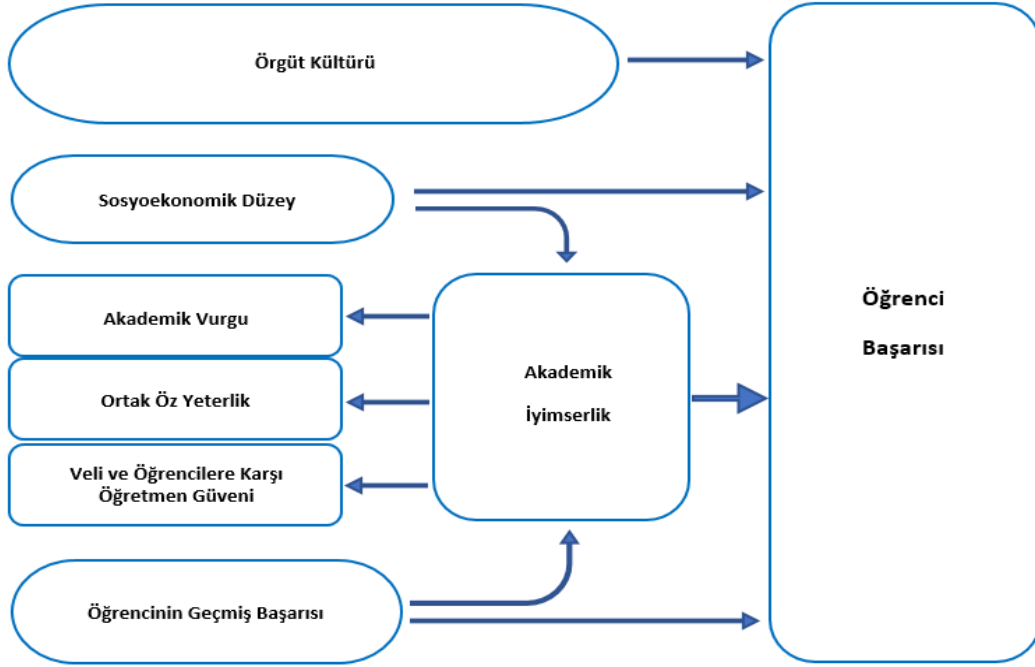 Örgüt Kültürü
Sosyoekonomik Düzey
Akademik Vurgu
Ortak Öz Yeterlik
Veli ve Öğrencilere Karşı
Öğretmen Güveni
Öğrencinin Geçmiş Başarısı
Akademik
İyimserlik
Öğrenci
Başarısı